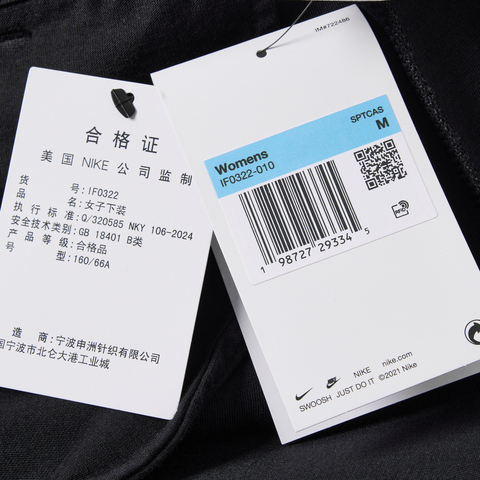 合格证
美国 NIKE 公司监制
货 号: IF0322
品 名: 女子下装
执行标准: Q/320585 NKY 106-2024
安全技术类别: GB 18401 B类
产品等级: 合格品
号 型: 160/66A
造 商: 宁波申洲针织有限公司
国宁波市北仑大港工业城
IM#722486
SPTCAS
M
Womens
IF0322-010
1 98727 29334 5
RFID
NIKE nike.com
SWOOSH JUST DO IT ©2021 Nike